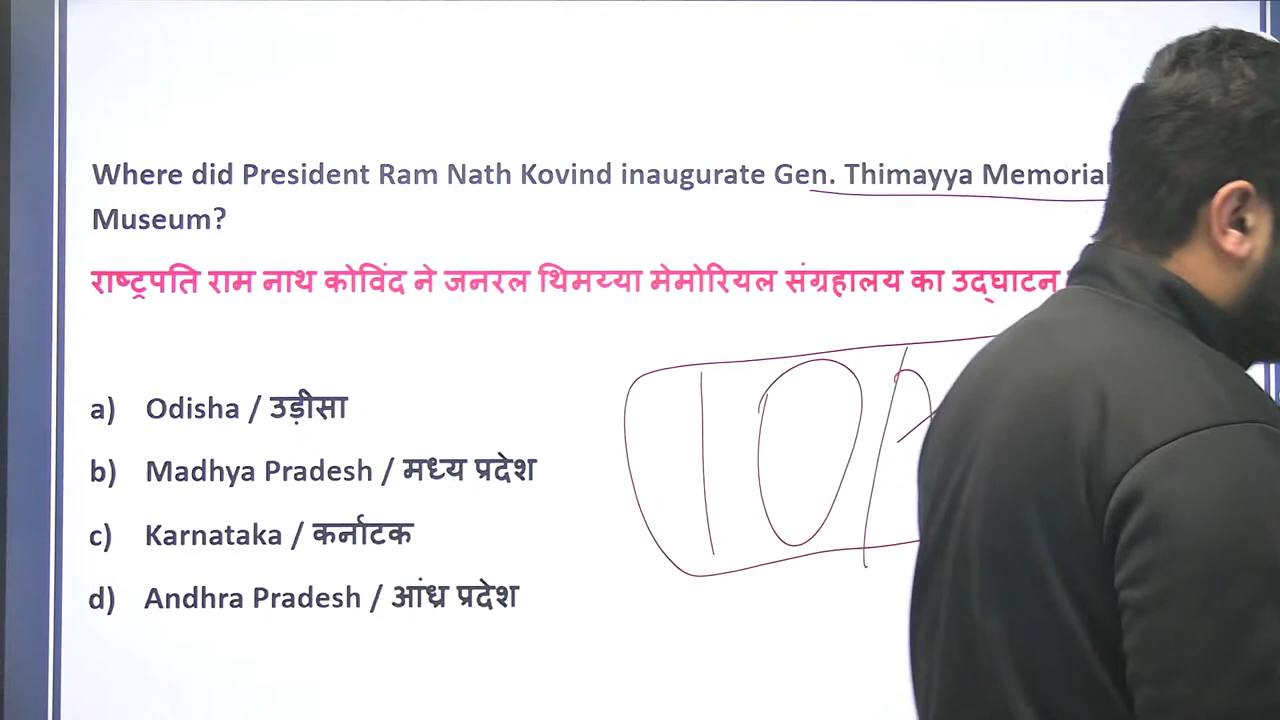 Where did President Ram Nath Kovind inaugurate Gen. Thimayya Memorial
Museum?
राष्ट्रपति राम नाथ कोविंद ने जनरल थिमय्या मेमोरियल संग्रहालय का उद्घाटन
a) Odisha / उड़ीसा
b) Madhya Pradesh / मध्य प्रदेश
c) Karnataka / कर्नाटक
d) Andhra Pradesh / आंध्र प्रदेश
10/